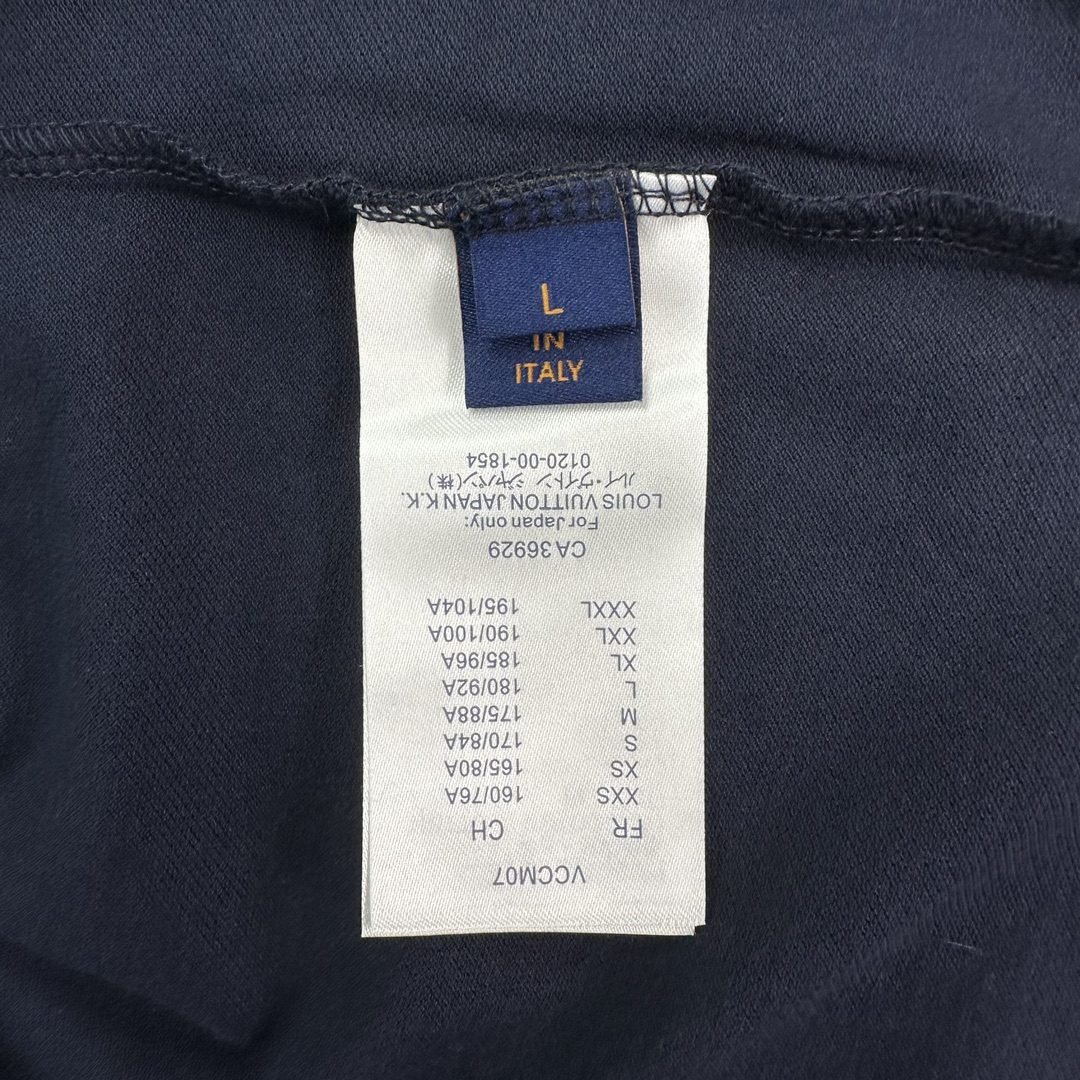 L
IN
ITALY
VCCM07
FR CH
XXS 160/76A
XS 165/80A
S 170/84A
M 175/88A
L 180/92A
XL 185/96A
XXL 190/100A
XXXL 195/104A
CA 36929
For Japan only:
LOUIS VUITTON JAPAN K.K.
ルイ・ヴィトン ジャパン(株)
0120-00-1854